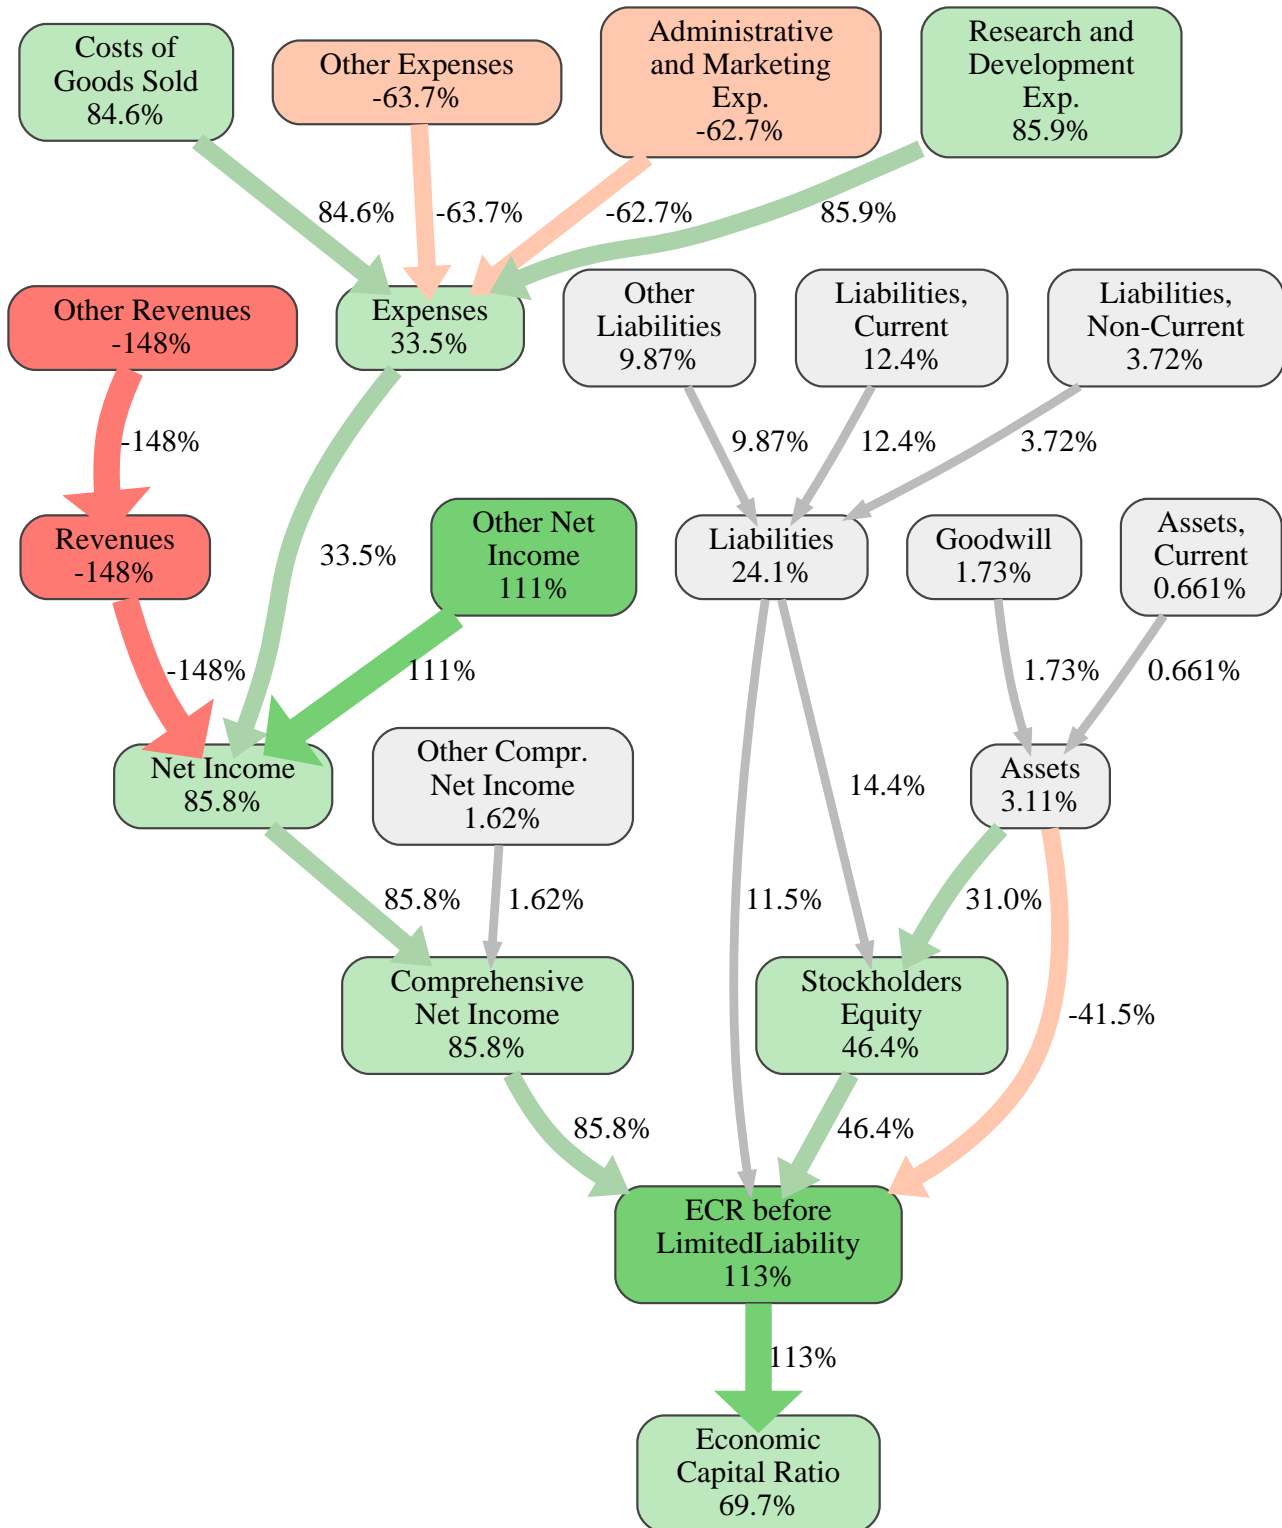 Costs of
Goods Sold
84.6%
Other Expenses
-63.7%
Administrative
and Marketing
Exp.
-62.7%
Research and
Development
Exp.
85.9%
84.6%
-63.7%
-62.7%
85.9%
Other Revenues
-148%
Expenses
33.5%
Other
Liabilities
9.87%
Liabilities,
Current
12.4%
Liabilities,
Non-Current
3.72%
-148%
9.87%
12.4%
3.72%
Revenues
-148%
33.5%
Other Net
Income
111%
Liabilities
24.1%
Goodwill
1.73%
Assets,
Current
0.661%
-148%
111%
1.73%
0.661%
Net Income
85.8%
Other Compr.
Net Income
1.62%
14.4%
Assets
3.11%
85.8%
1.62%
11.5%
31.0%
Comprehensive
Net Income
85.8%
Stockholders
Equity
46.4%
-41.5%
85.8%
46.4%
ECR before
LimitedLiability
113%
113%
Economic
Capital Ratio
69.7%